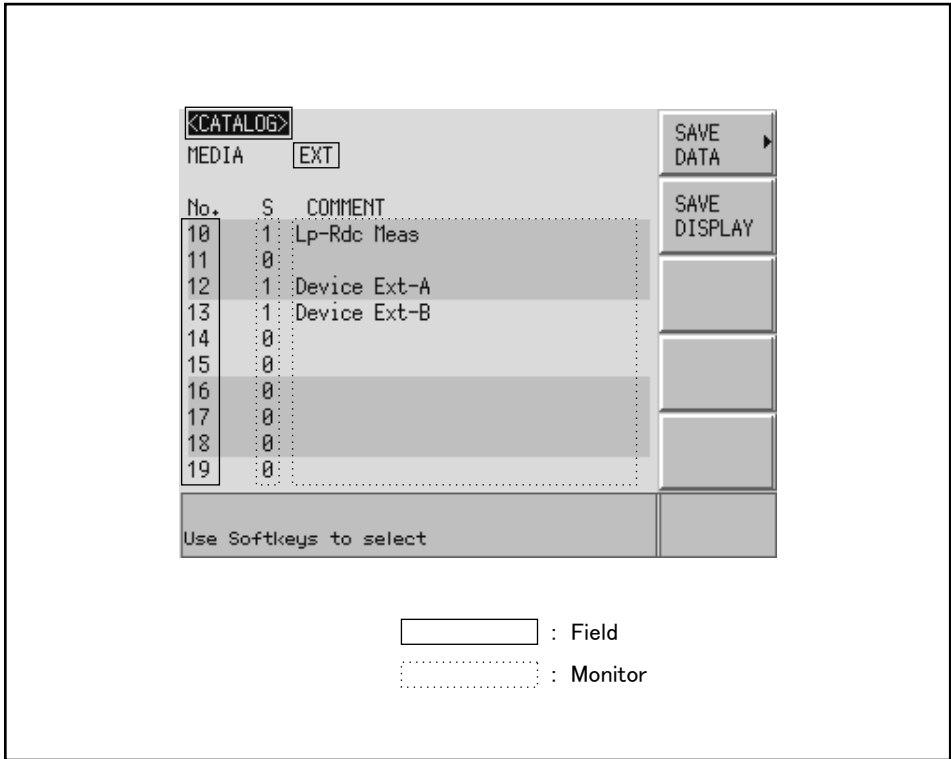 <CATALOG>
MEDIA EXT
No. S COMMENT
10 1 Lp-Rdc Meas
11 0
12 1 Device Ext-A
13 1 Device Ext-B
14 0
15 0
16 0
17 0
18 0
19 0
Use Softkeys to select
SAVE
DATA
SAVE
DISPLAY
: Field
: Monitor